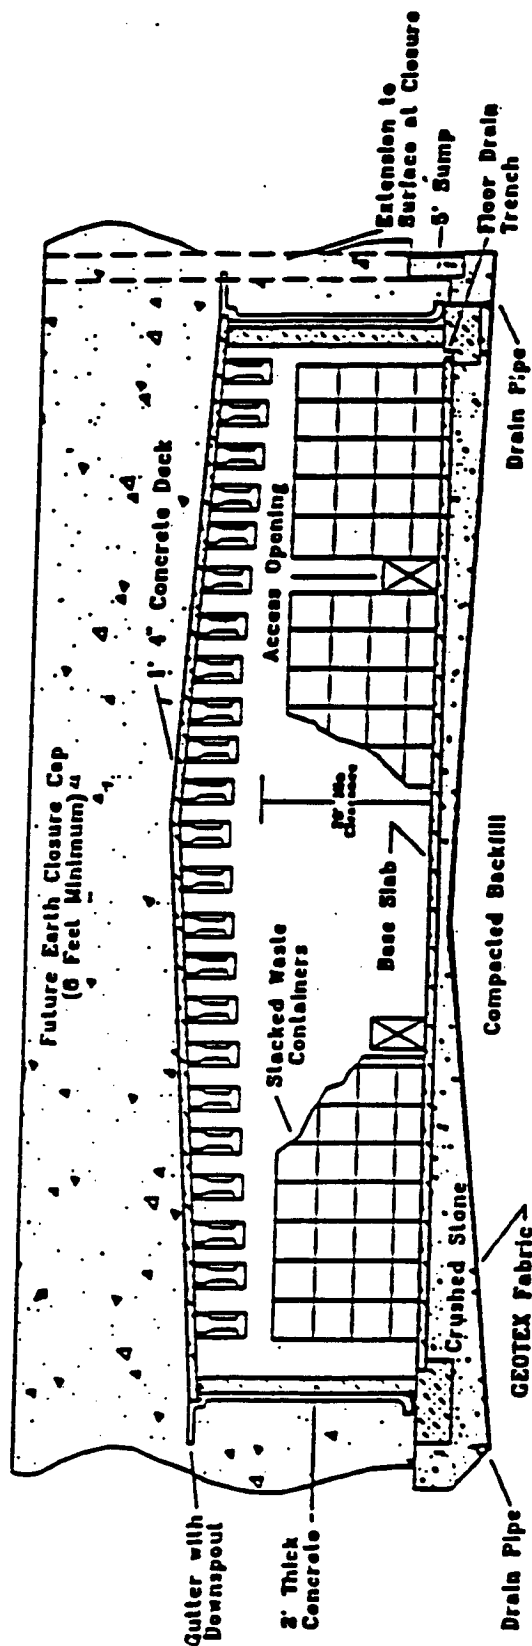 Future Earth Closure Cap
(6 Feet Minimum)
1' 4" Concrete Deck
Gutter with
Downspout
2' Thick
Concrete
Stacked Waste
Containers
Access Opening
Base Slab
Crushed Stone
Compacted Backfill
GEOTEX Fabric
Drain Pipe
Drain Pipe
Floor Drain
Trench
5' Sump
Extension to
Surface at Closure